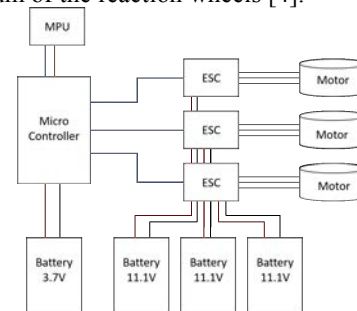 of the reaction wheels [4].
MPU
ESC
Motor
Micro
Controller
ESC
Motor
ESC
Motor
Battery
3.7V
Battery
11.1V
Battery
11.1V
Battery
11.1V